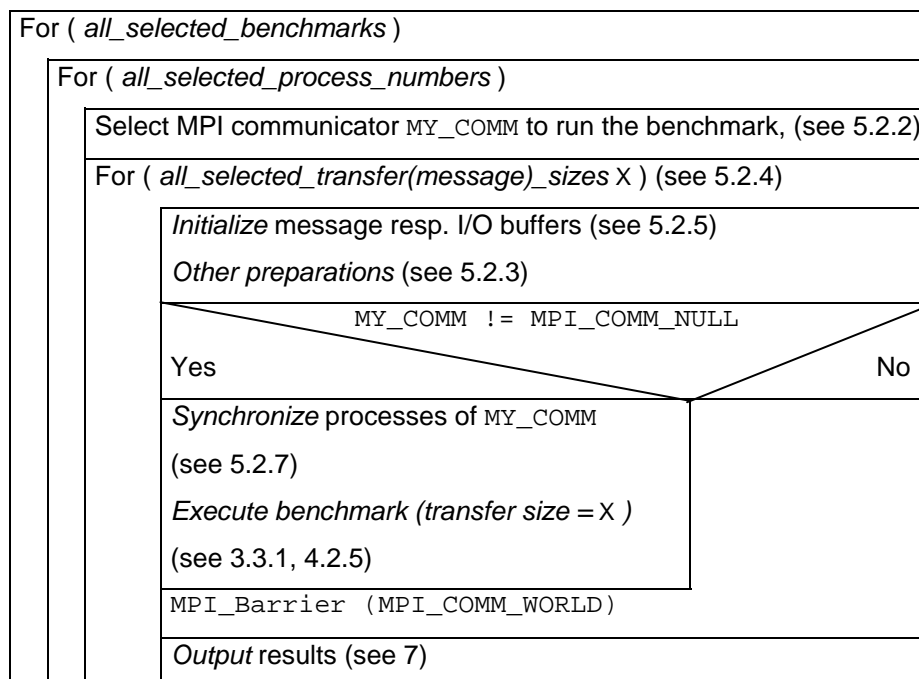 For ( all_selected_benchmarks )
For ( all_selected_process_numbers )
Select MPI communicator MY_COMM to run the benchmark, (see 5.2.2)
For ( all_selected_transfer(message)_sizes X ) (see 5.2.4)
Initialize message resp. I/O buffers (see 5.2.5)
Other preparations (see 5.2.3)
MY_COMM != MPI_COMM_NULL
Yes No
Synchronize processes of MY_COMM
(see 5.2.7)
Execute benchmark (transfer size = X )
(see 3.3.1, 4.2.5)
MPI_Barrier (MPI_COMM_WORLD)
Output results (see 7)